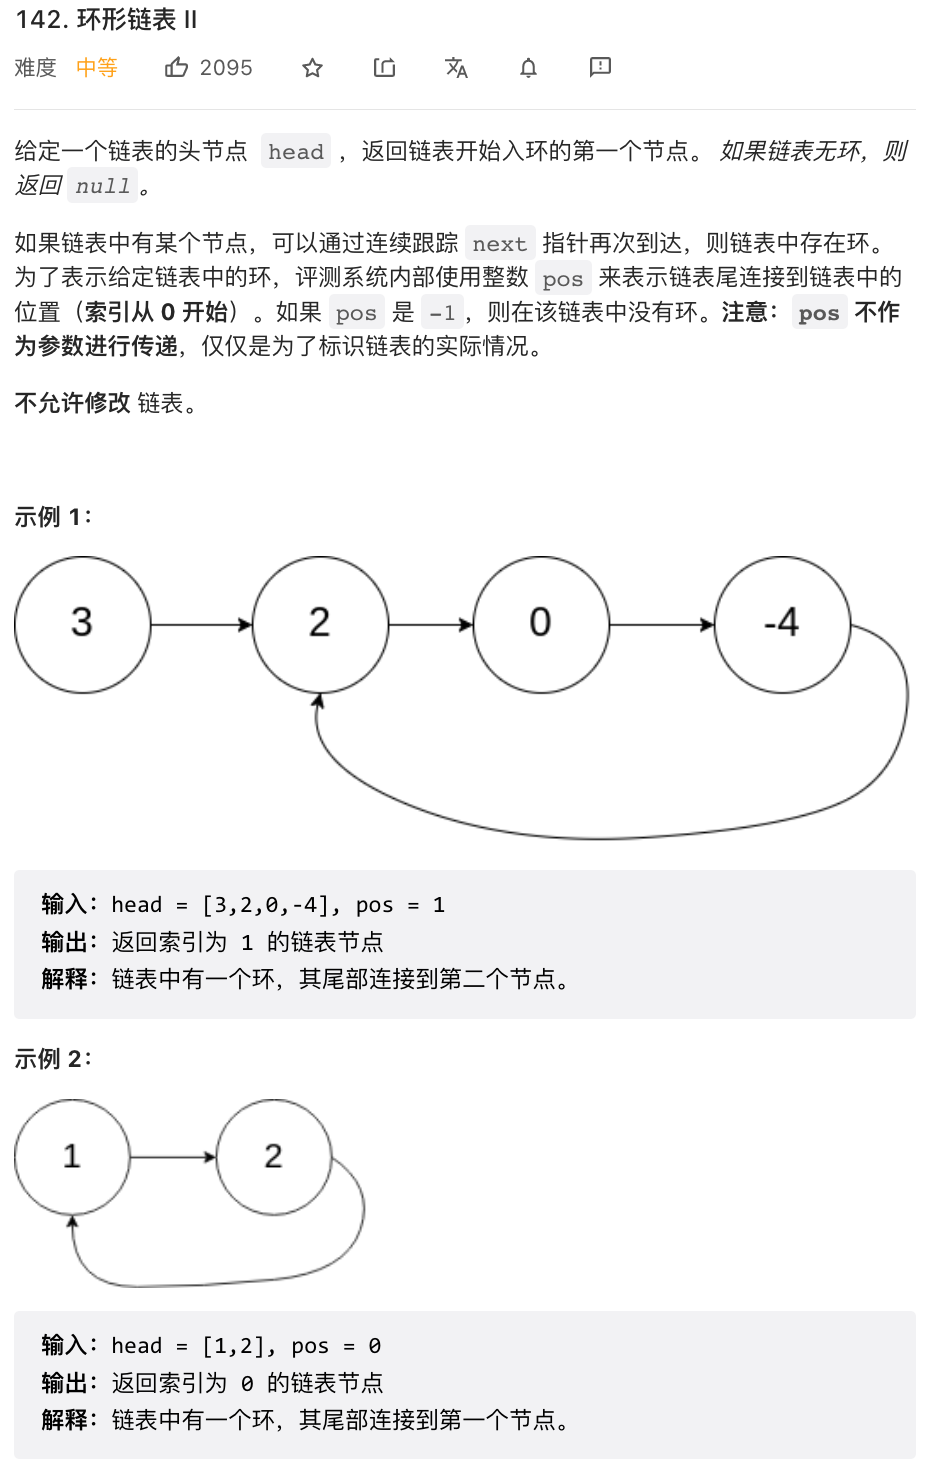 142. 环形链表 II
难度 中等 2095
给定一个链表的头节点 head ，返回链表开始入环的第一个节点。 如果链表无环，则
返回 null。
如果链表中有某个节点，可以通过连续跟踪 next 指针再次到达，则链表中存在环。
为了表示给定链表中的环，评测系统内部使用整数 pos 来表示链表尾连接到链表中的
位置（索引从 0 开始）。如果 pos 是 -1，则在该链表中没有环。注意：pos 不作
为参数进行传递，仅仅是为了标识链表的实际情况。
不允许修改 链表。
示例 1：
3 2 0 -4
输入：head = [3,2,0,-4], pos = 1
输出：返回索引为 1 的链表节点
解释：链表中有一个环，其尾部连接到第二个节点。
示例 2：
1 2
输入：head = [1,2], pos = 0
输出：返回索引为 0 的链表节点
解释：链表中有一个环，其尾部连接到第一个节点。